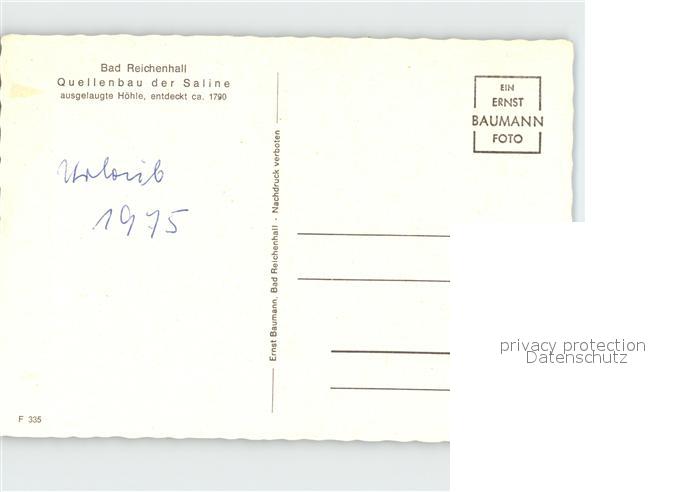 Bad Reichenhall
Quellenbau der Saline
ausgelaugte Höhle, entdeckt ca. 1790
Urlaub
1975
F 335
Ernst Baumann, Bad Reichenhall - Nachdruck verboten
EIN
ERNST
BAUMANN
FOTO
privacy protection
Datenschutz